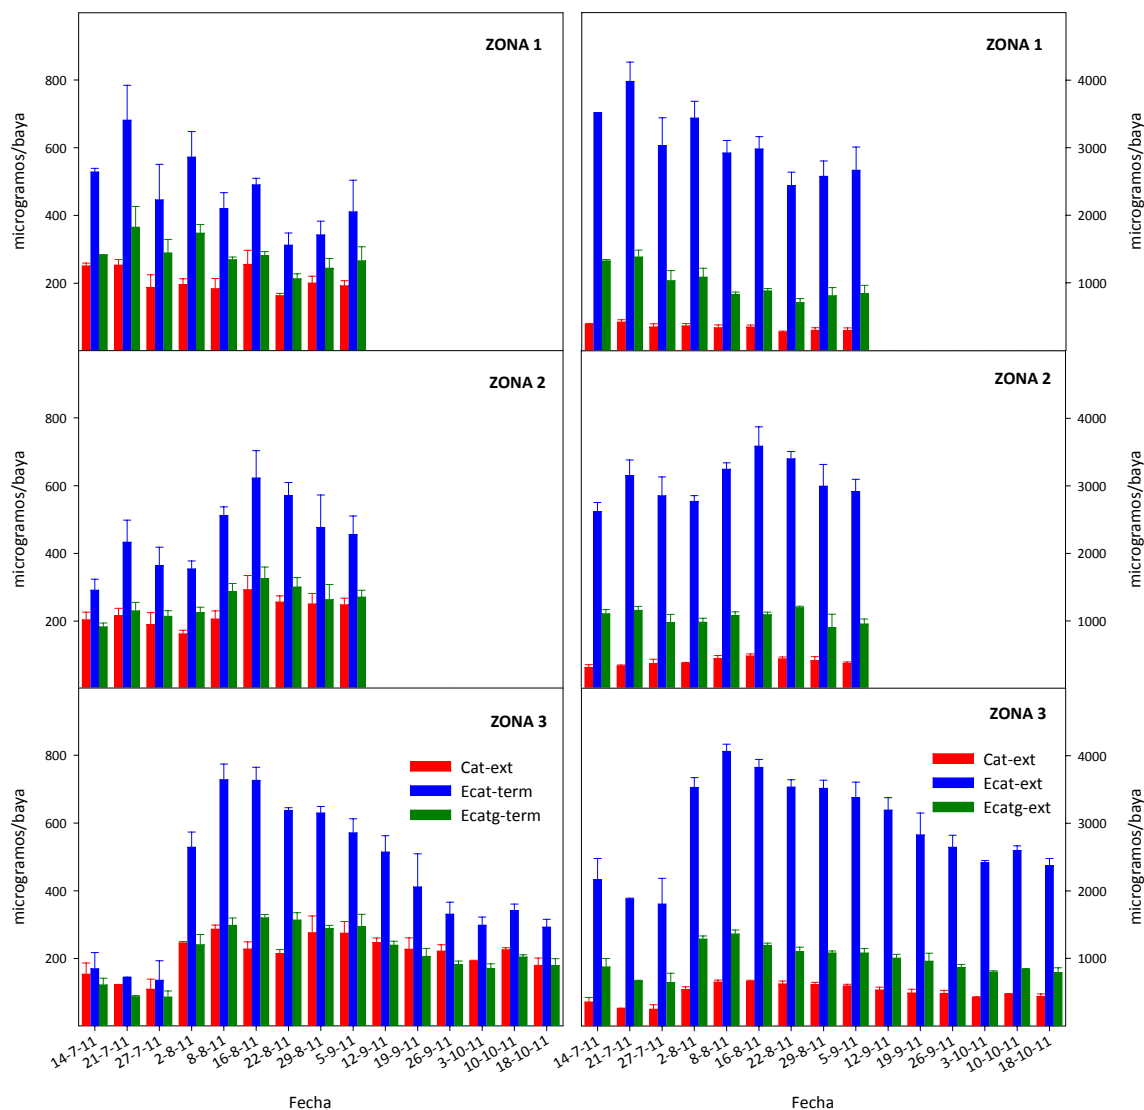 ZONA 1
ZONA 1
microgramos/baya
800
600
400
200
4000
3000
2000
1000
microgramos/baya
ZONA 2
ZONA 2
microgramos/baya
800
600
400
200
4000
3000
2000
1000
microgramos/baya
ZONA 3
ZONA 3
microgramos/baya
800
600
400
200
Cat-ext
Ecat-term
Ecatg-term
Cat-ext
Ecat-ext
Ecatg-ext
4000
3000
2000
1000
microgramos/baya
14-7-11
21-7-11
27-7-11
2-8-11
8-8-11
16-8-11
22-8-11
29-8-11
5-9-11
12-9-11
19-9-11
26-9-11
3-10-11
10-10-11
18-10-11
14-7-11
21-7-11
27-7-11
2-8-11
8-8-11
16-8-11
22-8-11
29-8-11
5-9-11
12-9-11
19-9-11
26-9-11
3-10-11
10-10-11
18-10-11
Fecha
Fecha